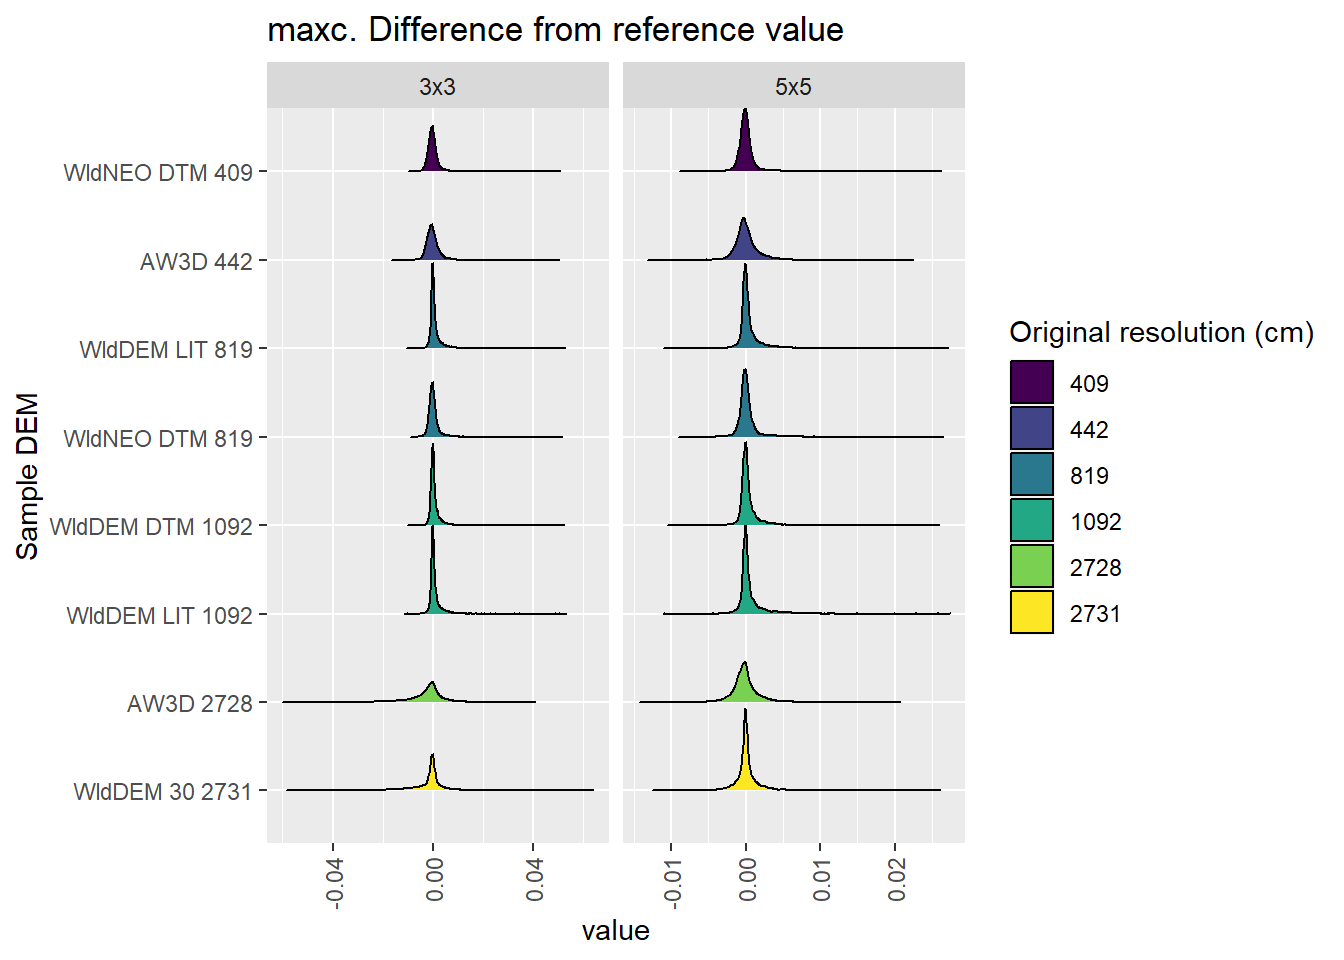 maxc. Difference from reference value
3x3
5x5
Sample DEM
WldNEO DTM 409
AW3D 442
WldDEM LIT 819
WldNEO DTM 819
WldDEM DTM 1092
WldDEM LIT 1092
AW3D 2728
WldDEM 30 2731
-0.04
0.00
0.04
-0.01
0.00
0.01
0.02
value
Original resolution (cm)
409
442
819
1092
2728
2731